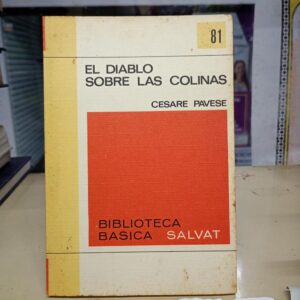 81
EL DIABLO
SOBRE LAS COLINAS
CESARE PAVESE
BIBLIOTECA
BASICA SALVAT